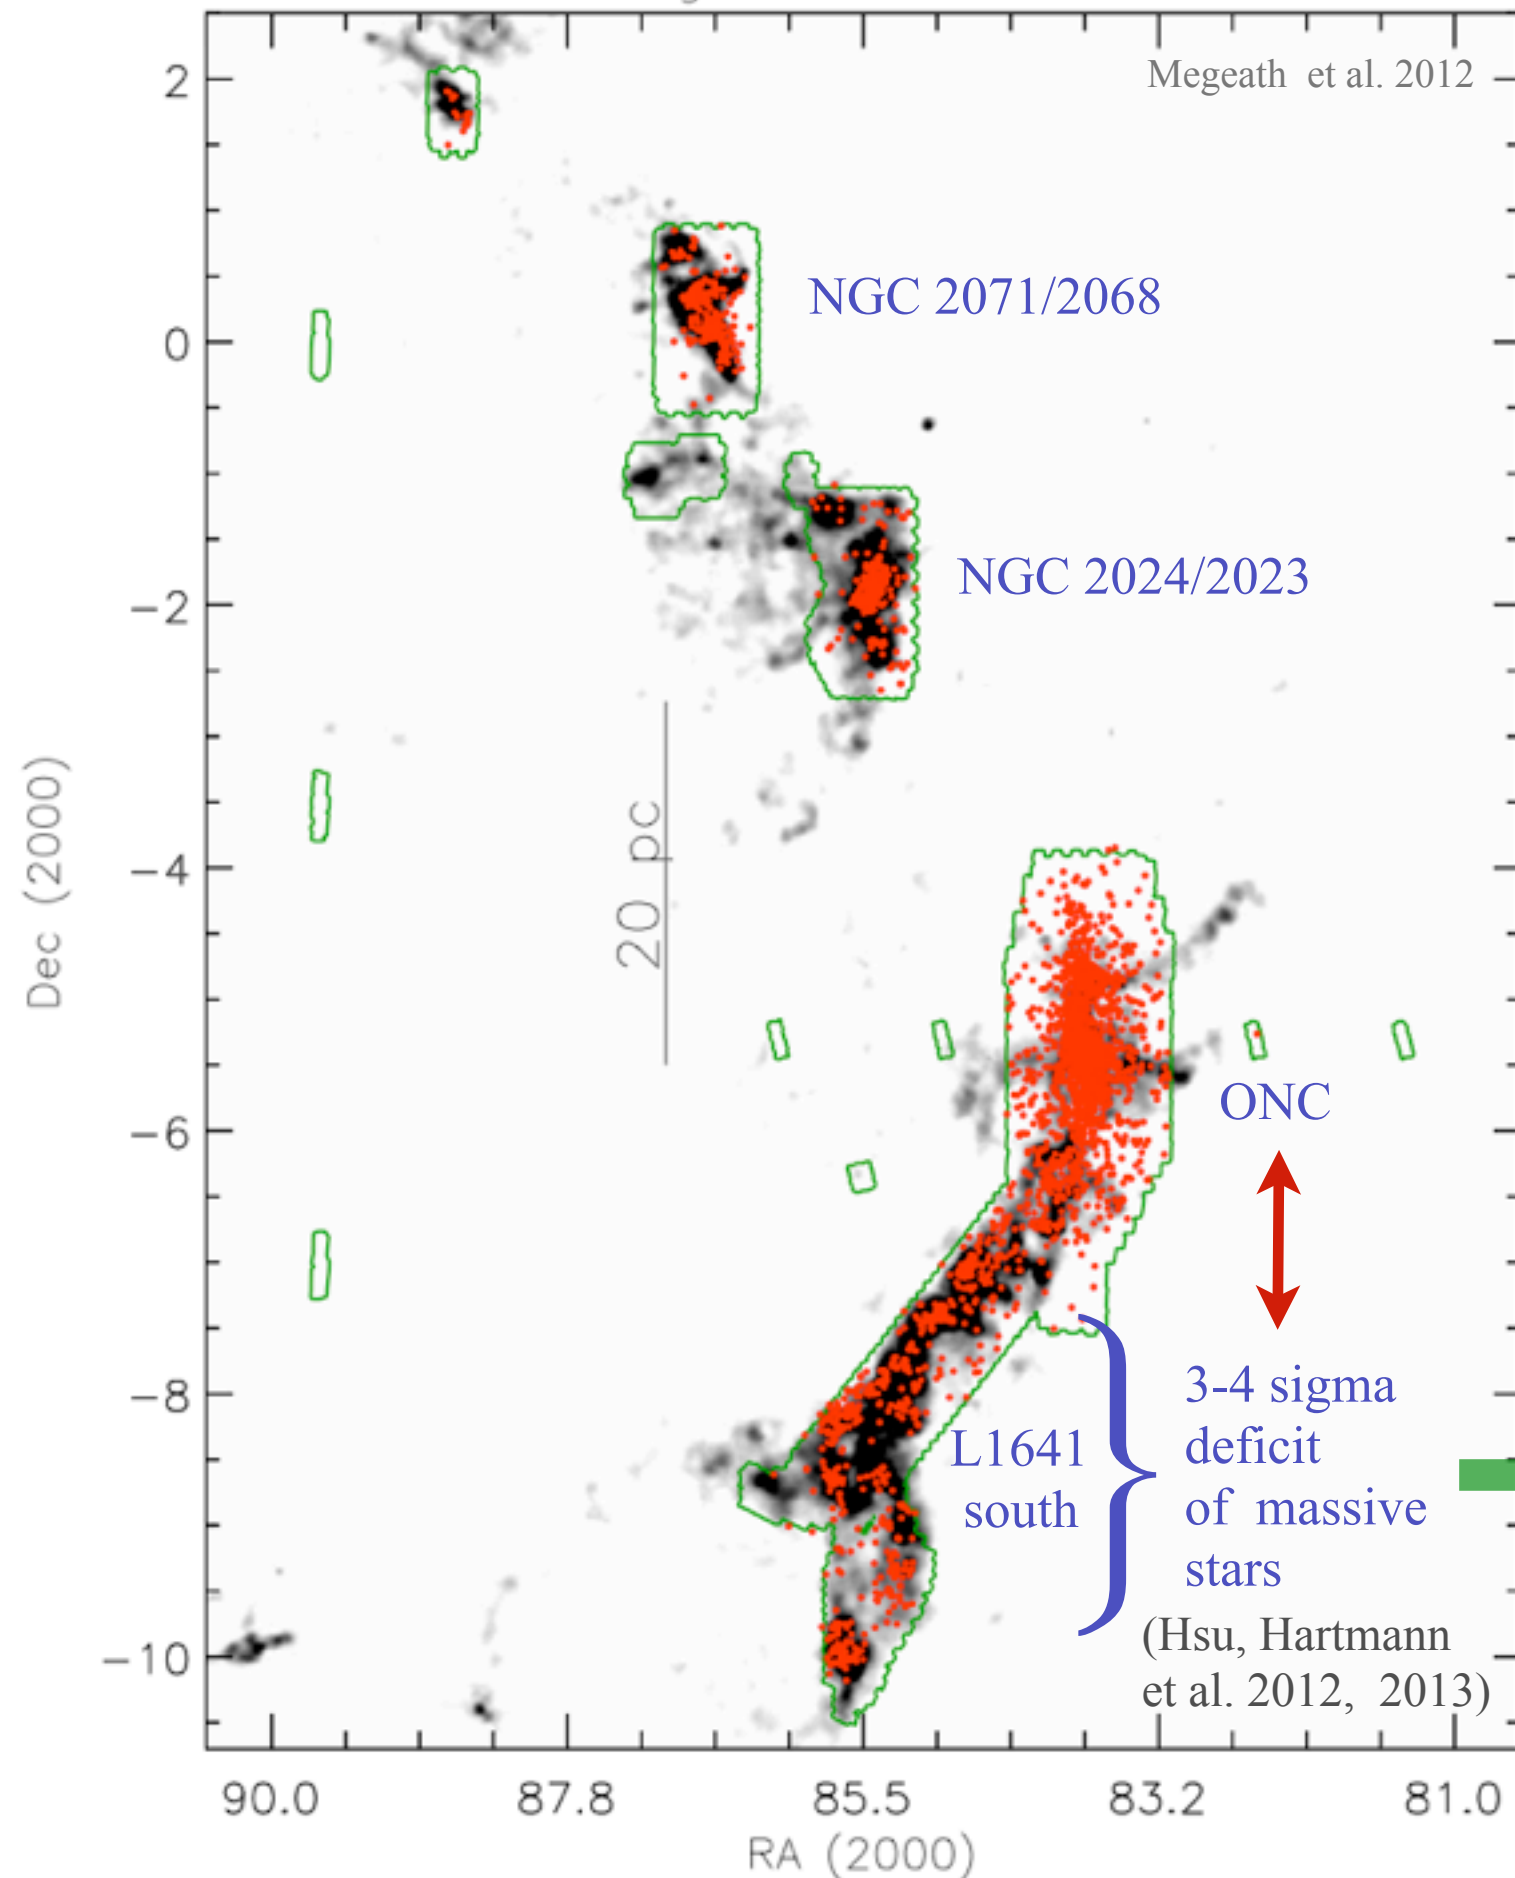 Megeath et al. 2012
2
NGC 2071/2068
0
NGC 2024/2023
−2
Dec (2000)
20 pc
−4
ONC
−6
−8
L1641
south
3-4 sigma
deficit
of massive
stars
(Hsu, Hartmann
et al. 2012, 2013)
−10
90.0 87.8 85.5 83.2 81.0
RA (2000)